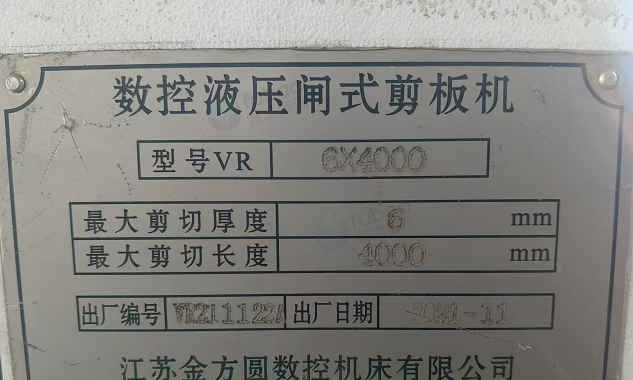 数控液压闸式剪板机
型号VR 6X4000
最大剪切厚度 6 mm
最大剪切长度 4000 mm
出厂编号 出厂日期
江苏金方圆数控机床有限公司